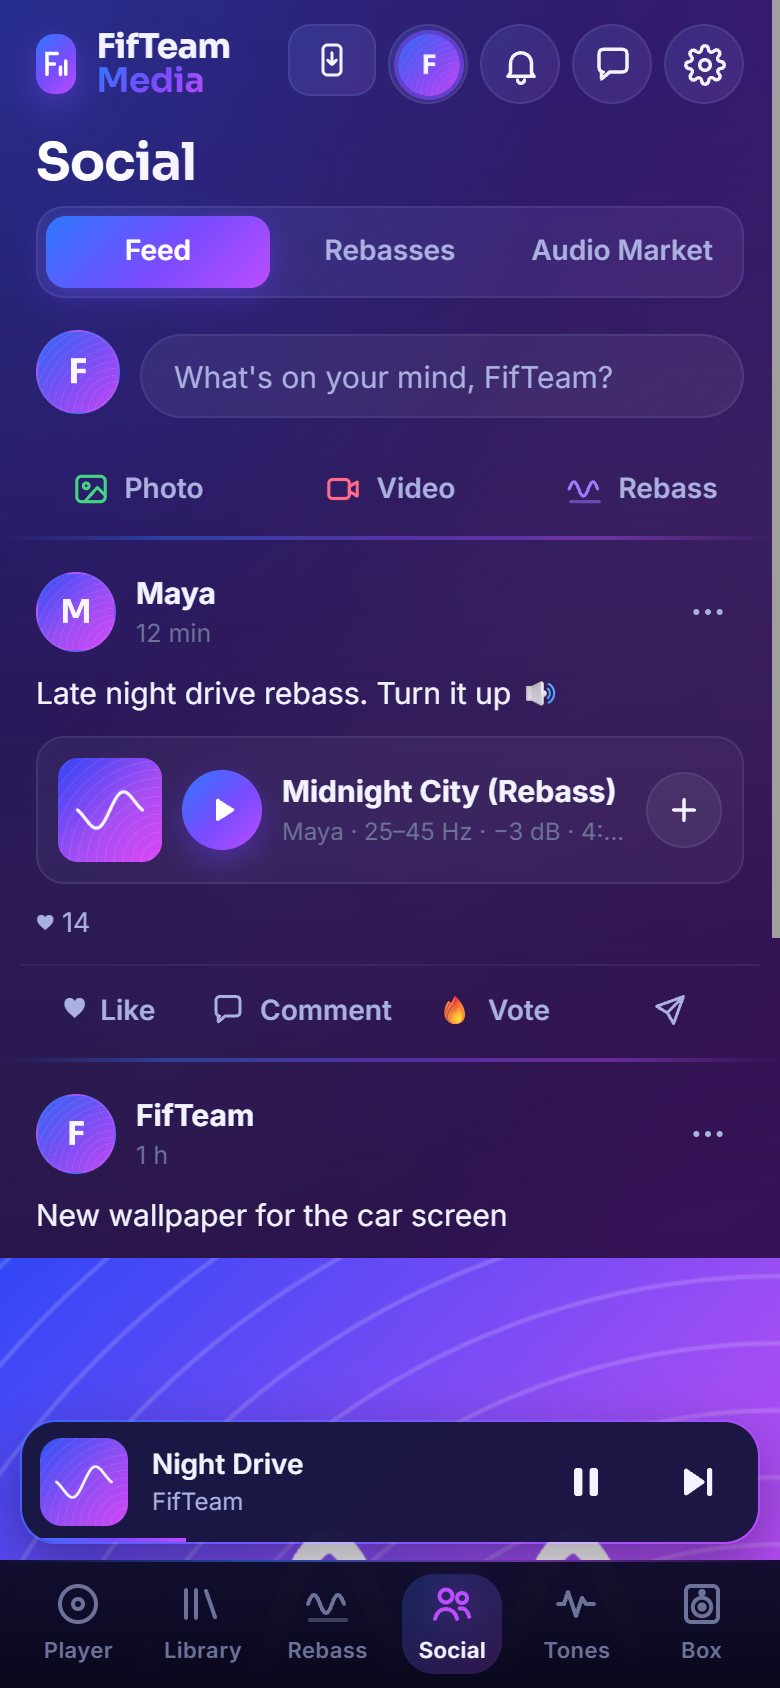 FifTeam
Media
F
Social
Feed
Rebasses
Audio Market
F
What's on your mind, FifTeam?
Photo
Video
Rebass
M
Maya
12 min
Late night drive rebass. Turn it up 🔊
Midnight City (Rebass)
Maya · 25–45 Hz · −3 dB · 4:...
14
Like
Comment
Vote
F
FifTeam
1 h
New wallpaper for the car screen
Night Drive
FifTeam
Player
Library
Rebass
Social
Tones
Box